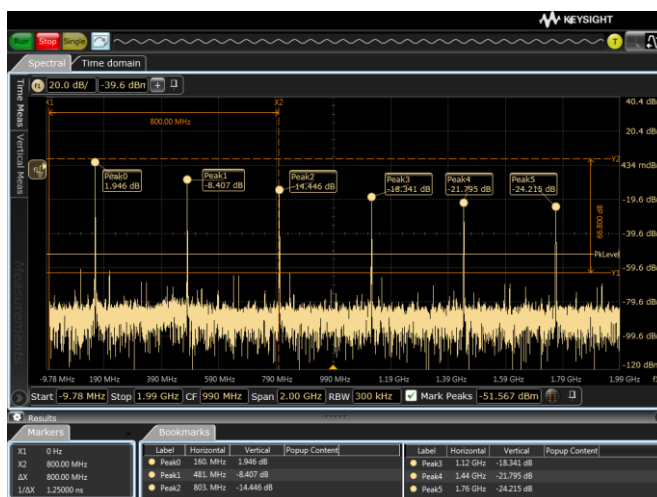 KEYSIGHT
Run Stop Single T
Spectral Time domain
f1 20.0 dB/ -39.6 dBm +
Time Meas
Vertical Meas
Measurements
X1 X2
800.00 MHz
40.4 dB
20.4 dB
Y2
434 mdB
-19.6 dB
-39.6 dB
PkLevel
-59.6 dB
Y1
-79.6 dB
-99.6 dB
-120 dB
66.800 dB
Peak0
1.946 dB
Peak1
-8.407 dB
Peak2
-14.446 dB
Peak3
-18.341 dB
Peak4
-21.795 dB
Peak5
-24.215 dB
-9.78 MHz 190 MHz 390 MHz 590 MHz 790 MHz 990 MHz 1.19 GHz 1.39 GHz 1.59 GHz 1.79 GHz 1.99 GHz
Start -9.78 MHz Stop 1.99 GHz CF 990 MHz Span 2.00 GHz RBW 300 kHz Mark Peaks -51.567 dBm
Results
Markers Bookmarks
X1 0 Hz
X2 800.00 MHz
ΔX 800.00 MHz
1/ΔX 1.25000 ns
Label Horizontal Vertical Popup Content
Peak0 160. MHz 1.946 dB
Peak1 481. MHz -8.407 dB
Peak2 803. MHz -14.446 dB
Label Horizontal Vertical Popup Content
Peak3 1.12 GHz -18.341 dB
Peak4 1.44 GHz -21.795 dB
Peak5 1.76 GHz -24.215 dB